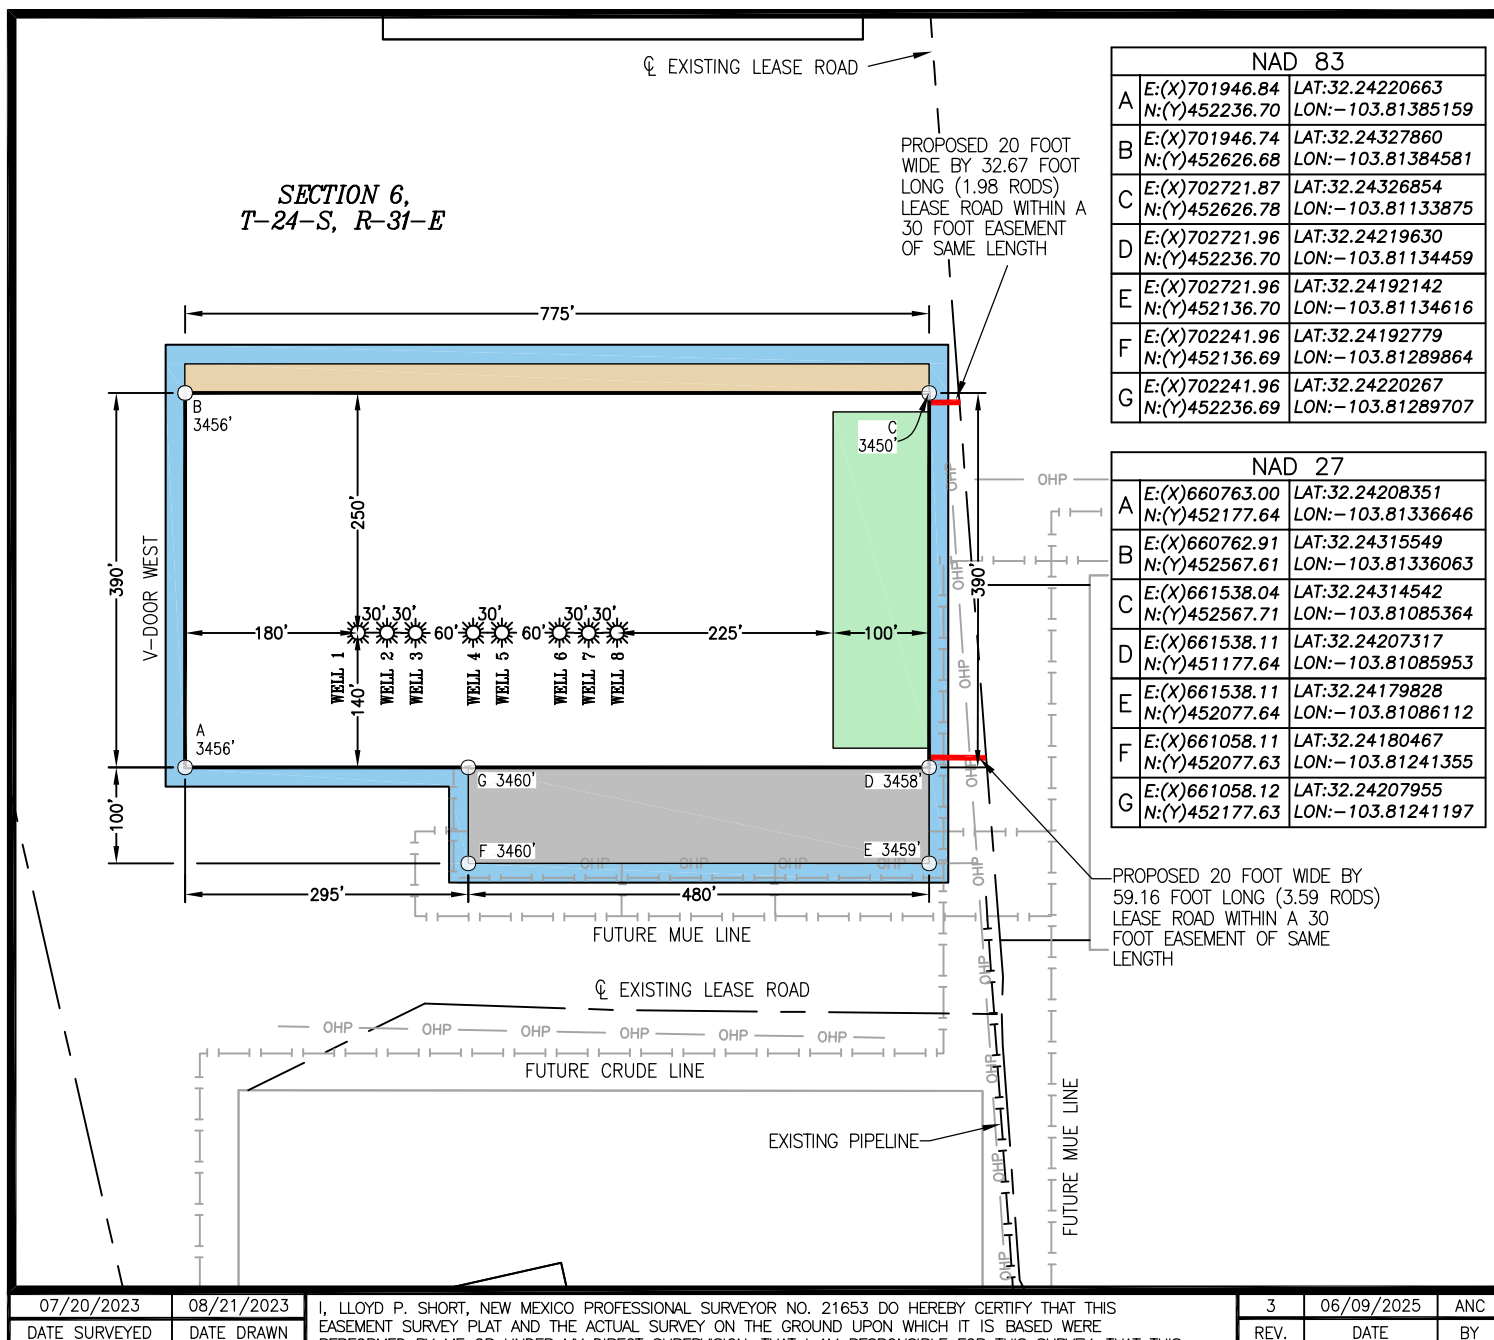 ℄ EXISTING LEASE ROAD
PROPOSED 20 FOOT
WIDE BY 32.67 FOOT
LONG (1.98 RODS)
LEASE ROAD WITHIN A
30 FOOT EASEMENT
OF SAME LENGTH
SECTION 6,
T-24-S, R-31-E
NAD 83
A E:(X)701946.84 LAT:32.24220663
N:(Y)452236.70 LON:-103.81385159
B E:(X)701946.74 LAT:32.24327860
N:(Y)452626.68 LON:-103.81384581
C E:(X)702721.87 LAT:32.24326854
N:(Y)452626.78 LON:-103.81133875
D E:(X)702721.96 LAT:32.24219630
N:(Y)452236.70 LON:-103.81134459
E E:(X)702721.96 LAT:32.24192142
N:(Y)452136.70 LON:-103.81134616
F E:(X)702241.96 LAT:32.24192779
N:(Y)452136.69 LON:-103.81289864
G E:(X)702241.96 LAT:32.24220267
N:(Y)452236.69 LON:-103.81289707
NAD 27
A E:(X)660763.00 LAT:32.24208351
N:(Y)452177.64 LON:-103.81336646
B E:(X)660762.91 LAT:32.24315549
N:(Y)452567.61 LON:-103.81336063
C E:(X)661538.04 LAT:32.24314542
N:(Y)452567.71 LON:-103.81085364
D E:(X)661538.11 LAT:32.24207317
N:(Y)451177.64 LON:-103.81085953
E E:(X)661538.11 LAT:32.24179828
N:(Y)452077.64 LON:-103.81086112
F E:(X)661058.11 LAT:32.24180467
N:(Y)452077.63 LON:-103.81241355
G E:(X)661058.12 LAT:32.24207955
N:(Y)452177.63 LON:-103.81241197
775'
B
3456'
C
3450'
250'
390'
V-DOOR WEST
390'
30' 30' 30' 30' 30'
180' 60' 60' 225' 100'
WELL 1
WELL 2
WELL 3
WELL 4
WELL 5
WELL 6
WELL 7
WELL 8
140'
A
3456'
G 3460' D 3458'
100'
F 3460' E 3459'
295' 480'
OHP
OHP
OHP
OHP
OHP
OHP OHP OHP OHP
OHP
OHP
FUTURE MUE LINE
PROPOSED 20 FOOT WIDE BY
59.16 FOOT LONG (3.59 RODS)
LEASE ROAD WITHIN A 30
FOOT EASEMENT OF SAME
LENGTH
℄ EXISTING LEASE ROAD
OHP OHP OHP OHP OHP OHP
FUTURE CRUDE LINE
OHP
EXISTING PIPELINE
OHP
OHP
FUTURE MUE LINE
07/20/2023 08/21/2023
DATE SURVEYED DATE DRAWN
I, LLOYD P. SHORT, NEW MEXICO PROFESSIONAL SURVEYOR NO. 21653 DO HEREBY CERTIFY THAT THIS
EASEMENT SURVEY PLAT AND THE ACTUAL SURVEY ON THE GROUND UPON WHICH IT IS BASED WERE
3 06/09/2025 ANC
REV. DATE BY